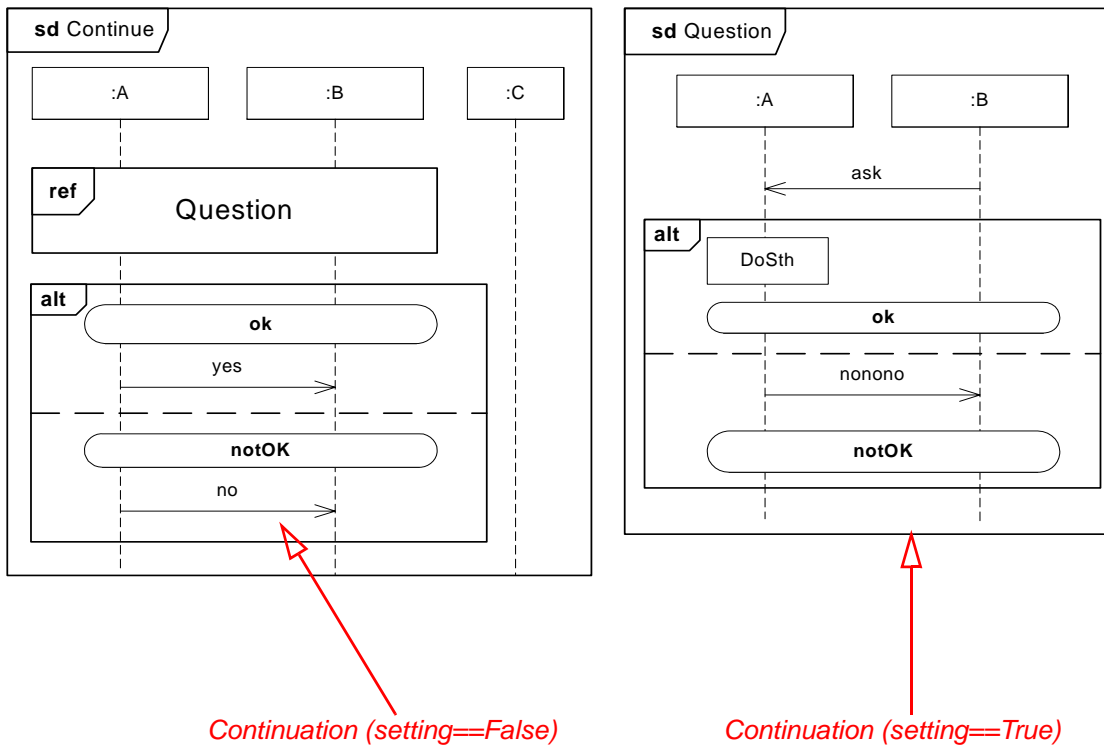 sd Continue
:A
:B
:C
ref
Question
alt
ok
yes
notOK
no
Continuation (setting==False)
sd Question
:A
:B
ask
alt
DoSth
ok
nonono
notOK
Continuation (setting==True)